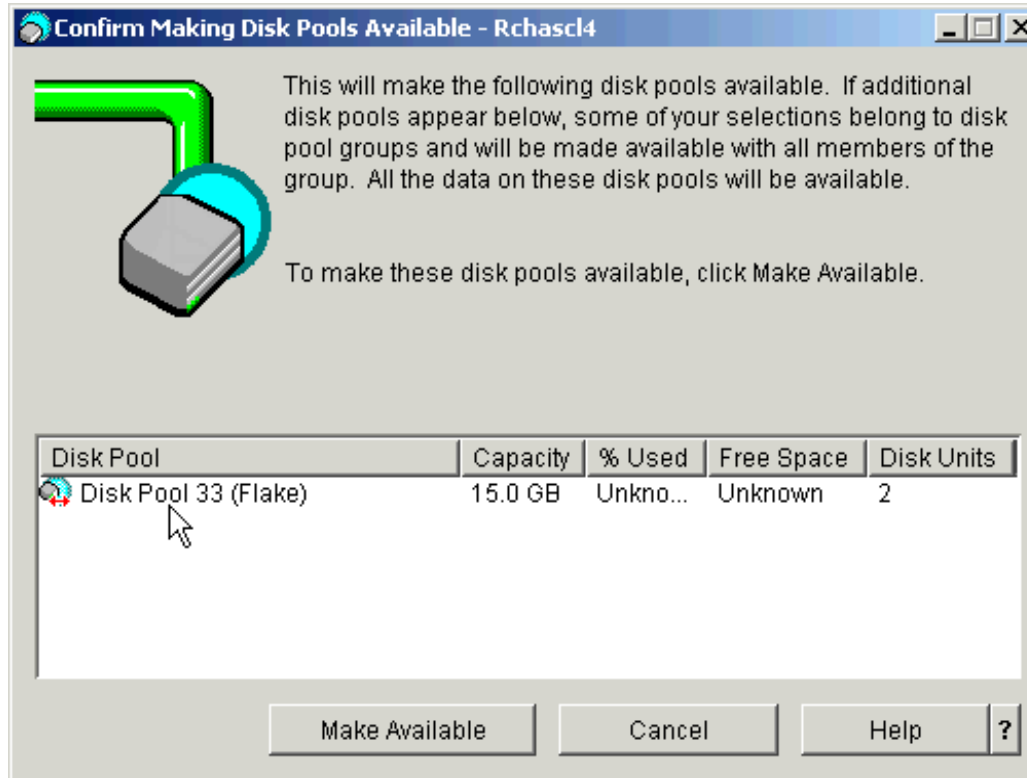 Confirm Making Disk Pools Available - Rchascl4
This will make the following disk pools available. If additional
disk pools appear below, some of your selections belong to disk
pool groups and will be made available with all members of the
group. All the data on these disk pools will be available.
To make these disk pools available, click Make Available.
Disk Pool Capacity % Used Free Space Disk Units
Disk Pool 33 (Flake) 15.0 GB Unkno... Unknown 2
Make Available Cancel Help ?